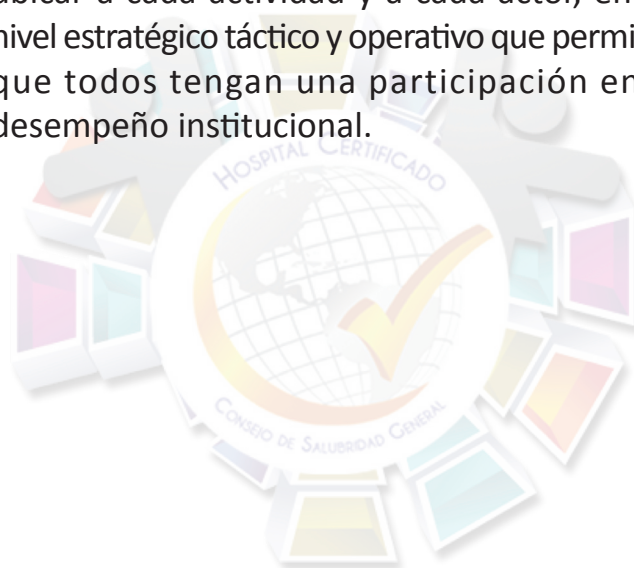 ubicar a cada actividad y a cada actor, en
nivel estratégico táctico y operativo que permi
que todos tengan una participación en
desempeño institucional.
HOSPITAL CERTIFICADO
CONSEJO DE SALUBRIDAD GENERAL